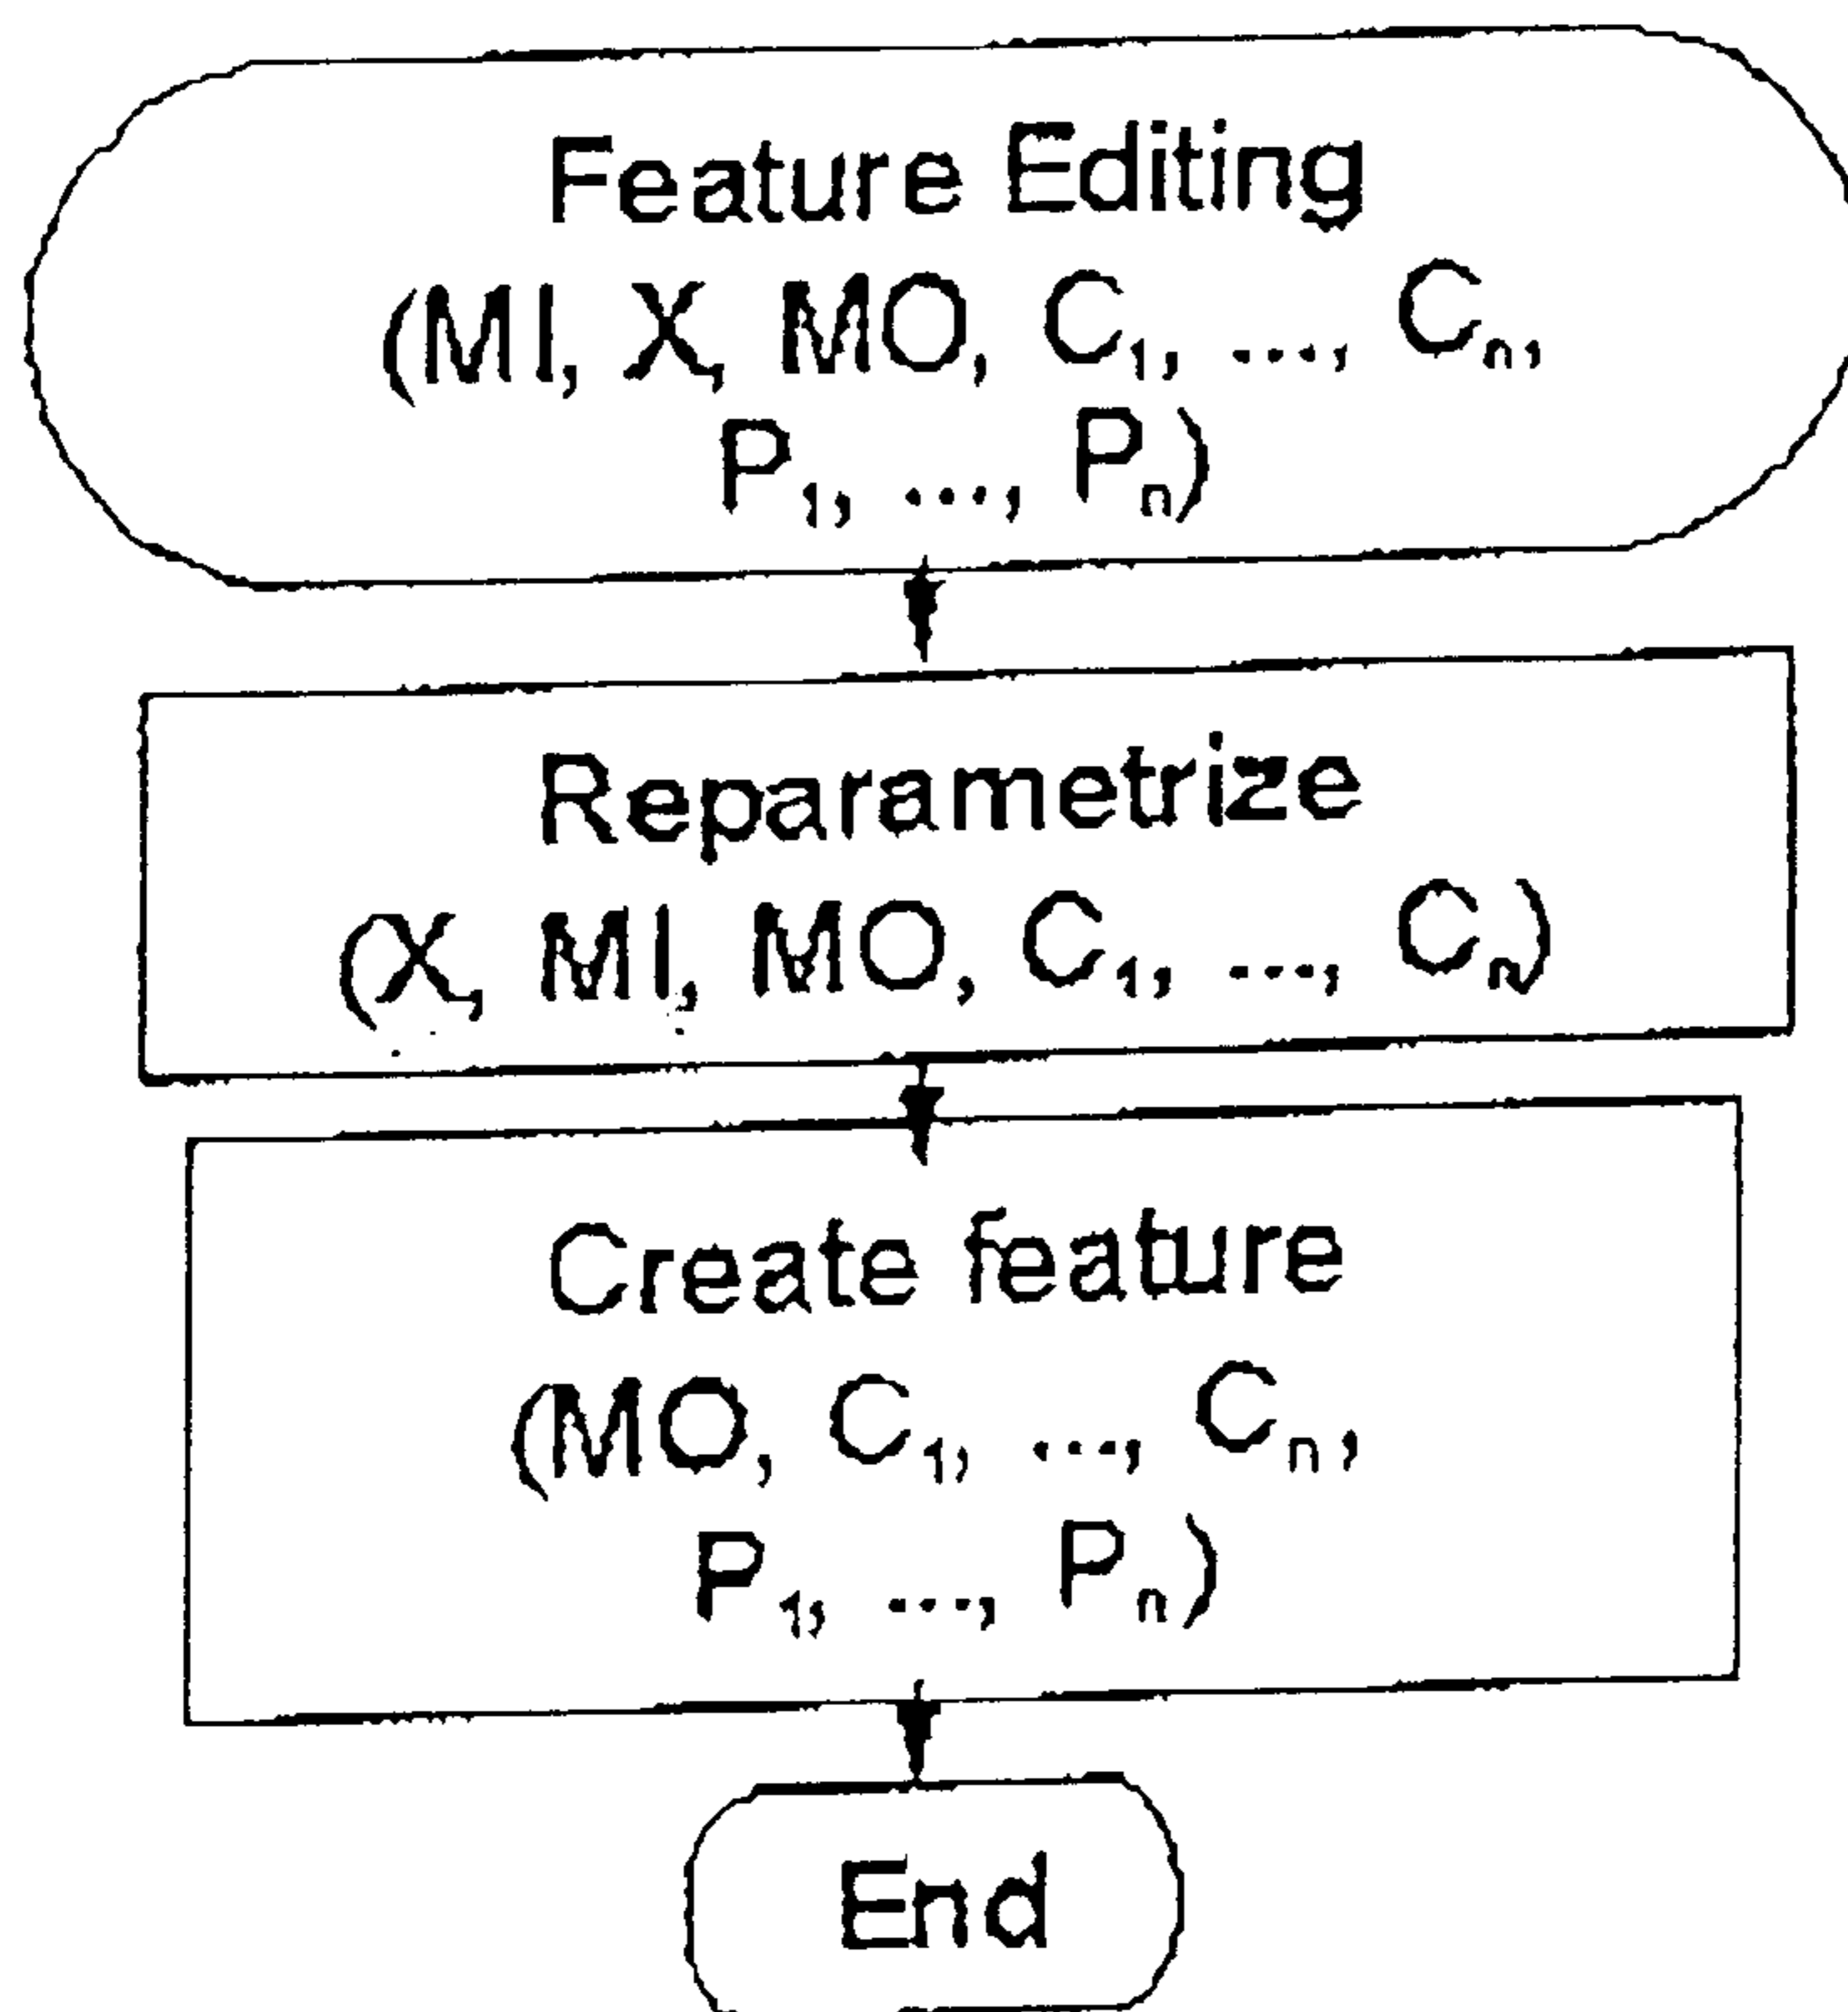 Feature Editing
(MI, X, MO, C₁, ..., Cₙ,
P₁, ..., Pₙ)
Reparametrize
(X, MI, MO, C₁, ..., Cₙ)
Create feature
(MO, C₁, ..., Cₙ,
P₁, ..., Pₙ)
End